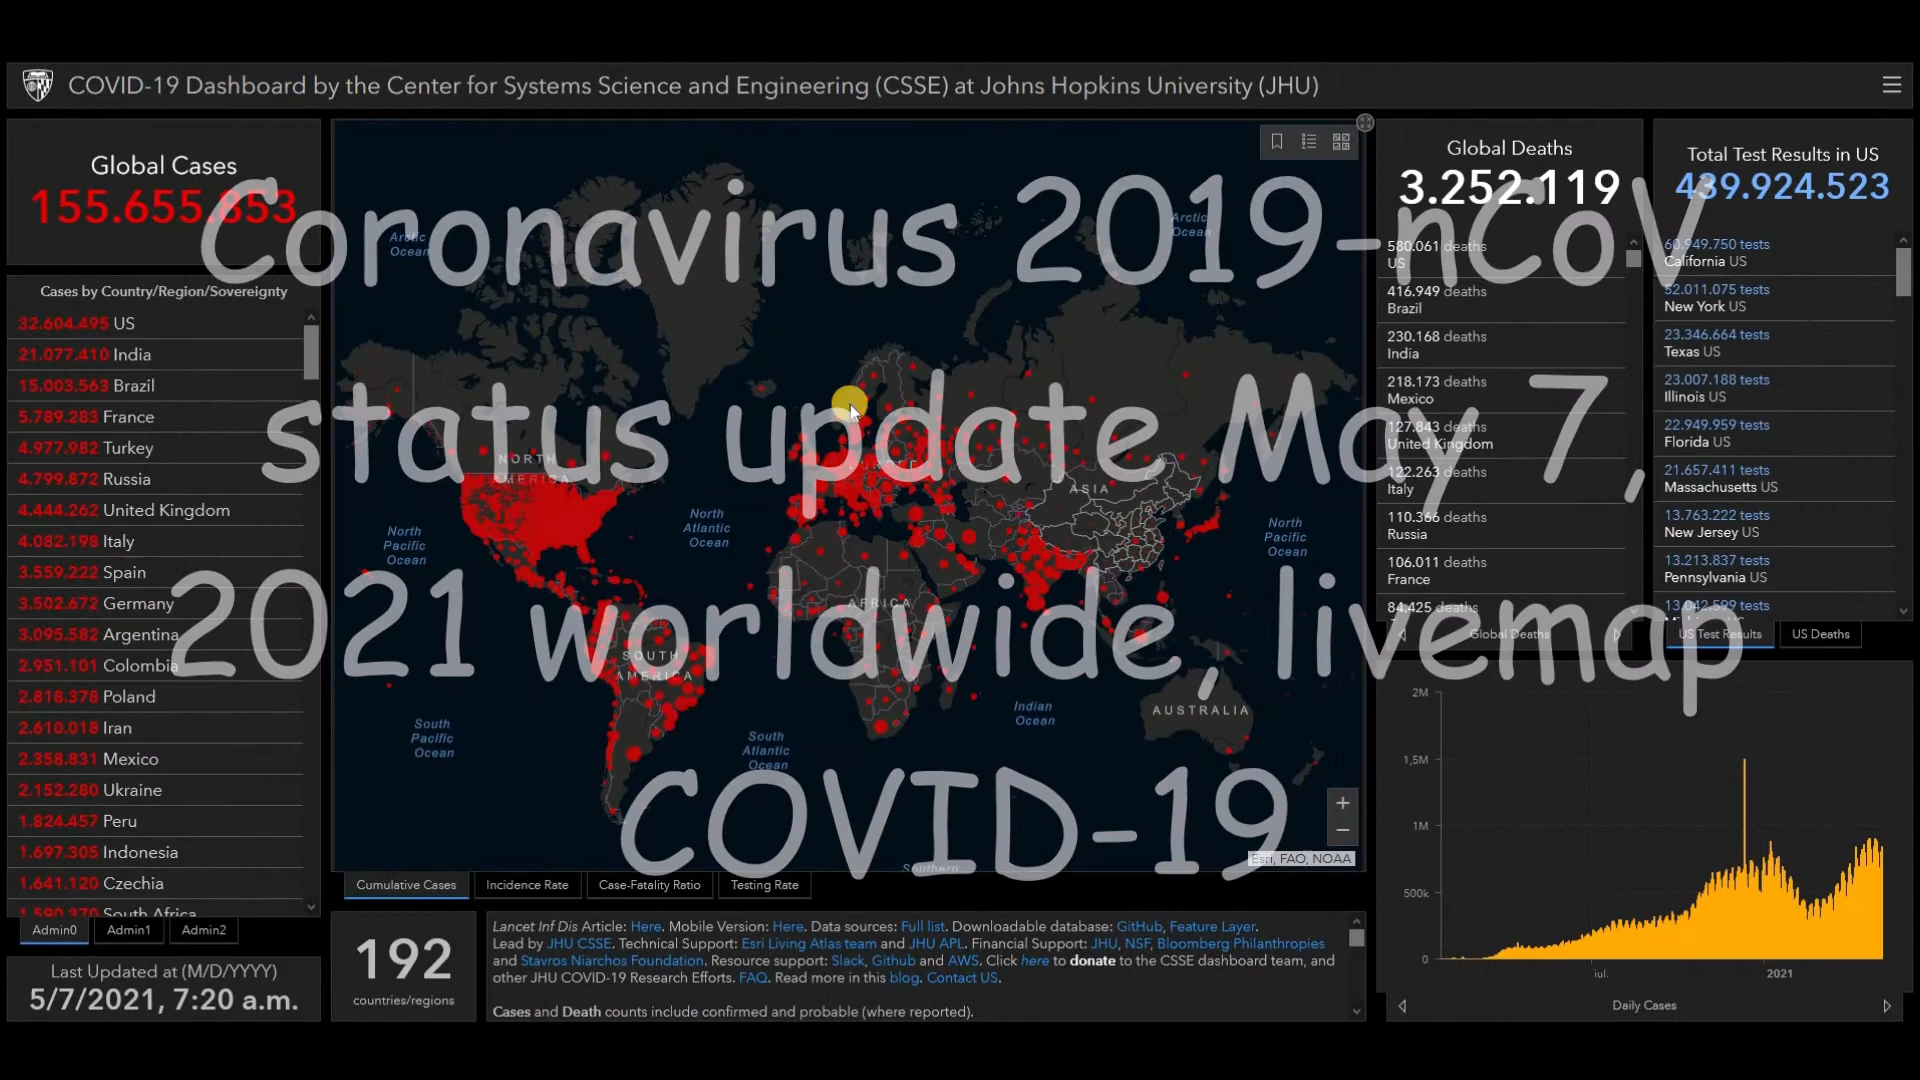 COVID-19 Dashboard by the Center for Systems Science and Engineering (CSSE) at Johns Hopkins University (JHU)
Coronavirus 2019-nCoV
status update May 7,
2021 worldwide, livemap
COVID-19
Global Cases
155.655.853
Cases by Country/Region/Sovereignty
32.604.495 US
21.077.410 India
15.003.563 Brazil
5.789.283 France
4.977.982 Turkey
4.799.872 Russia
4.444.262 United Kingdom
4.082.198 Italy
3.559.222 Spain
3.502.672 Germany
3.095.582 Argentina
2.951.101 Colombia
2.818.378 Poland
2.610.018 Iran
2.358.831 Mexico
2.152.280 Ukraine
1.824.457 Peru
1.697.305 Indonesia
1.641.120 Czechia
1.590.370 South Africa
Admin0 Admin1 Admin2
Last Updated at (M/D/YYYY)
5/7/2021, 7:20 a.m.
Arctic
Ocean
Arctic
Ocean
NORTH
AMERICA
EUROPE
ASIA
North
Pacific
Ocean
North
Atlantic
Ocean
North
Pacific
Ocean
AFRICA
SOUTH
AMERICA
South
Pacific
Ocean
South
Atlantic
Ocean
Indian
Ocean
AUSTRALIA
Southern
+
−
Esri, FAO, NOAA
Cumulative Cases Incidence Rate Case-Fatality Ratio Testing Rate
192
countries/regions
Lancet Inf Dis Article: Here. Mobile Version: Here. Data sources: Full list. Downloadable database: GitHub, Feature Layer.
Lead by JHU CSSE. Technical Support: Esri Living Atlas team and JHU APL. Financial Support: JHU, NSF, Bloomberg Philanthropies
and Stavros Niarchos Foundation. Resource support: Slack, Github and AWS. Click here to donate to the CSSE dashboard team, and
other JHU COVID-19 Research Efforts. FAQ. Read more in this blog. Contact US.
Cases and Death counts include confirmed and probable (where reported).
Global Deaths
3.252.119
580.061 deaths
US
416.949 deaths
Brazil
230.168 deaths
India
218.173 deaths
Mexico
127.843 deaths
United Kingdom
122.263 deaths
Italy
110.366 deaths
Russia
106.011 deaths
France
84.425 deaths
Global Deaths
Total Test Results in US
439.924.523
60.949.750 tests
California US
52.011.075 tests
New York US
23.346.664 tests
Texas US
23.007.188 tests
Illinois US
22.949.959 tests
Florida US
21.657.411 tests
Massachusetts US
13.763.222 tests
New Jersey US
13.213.837 tests
Pennsylvania US
13.042.599 tests
US Test Results US Deaths
2M
1,5M
1M
500k
0
iul.
2021
Daily Cases